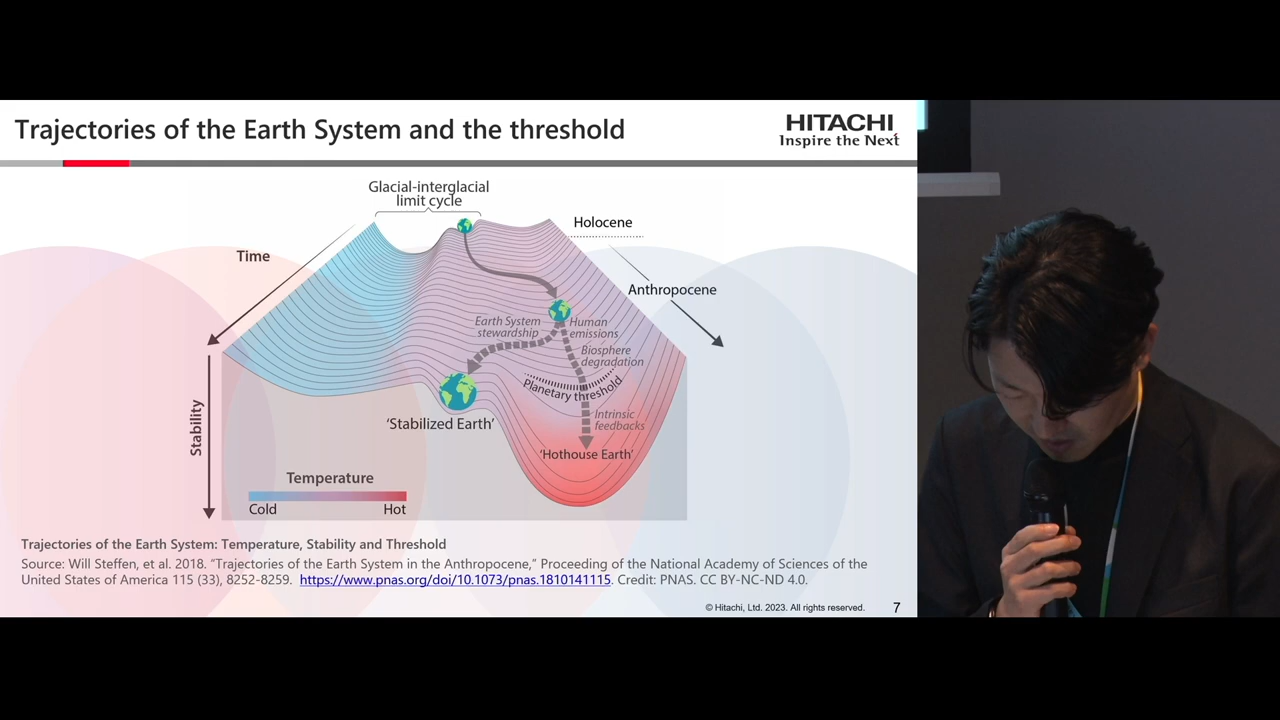 Trajectories of the Earth System and the threshold
HITACHI
Inspire the Next
Glacial-interglacial
limit cycle
Holocene
Time
Anthropocene
Earth System
stewardship
Human
emissions
Biosphere
degradation
Planetary threshold
Stability
'Stabilized Earth'
Intrinsic
feedbacks
'Hothouse Earth'
Temperature
Cold
Hot
Trajectories of the Earth System: Temperature, Stability and Threshold
Source: Will Steffen, et al. 2018. “Trajectories of the Earth System in the Anthropocene,” Proceeding of the National Academy of Sciences of the
United States of America 115 (33), 8252-8259. https://www.pnas.org/doi/10.1073/pnas.1810141115. Credit: PNAS. CC BY-NC-ND 4.0.
© Hitachi, Ltd. 2023. All rights reserved.
7